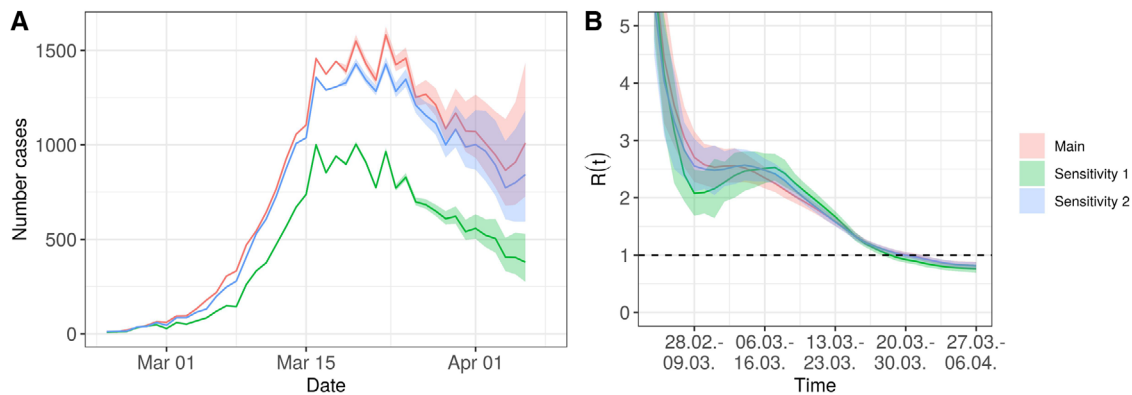 A
Number cases
1500
1000
500
0
Mar 01
Mar 15
Apr 01
Date
B
R(t)
5
4
3
2
1
0
28.02.-
09.03.
06.03.-
16.03.
13.03.-
23.03.
20.03.-
30.03.
27.03.-
06.04.
Time
Main
Sensitivity 1
Sensitivity 2